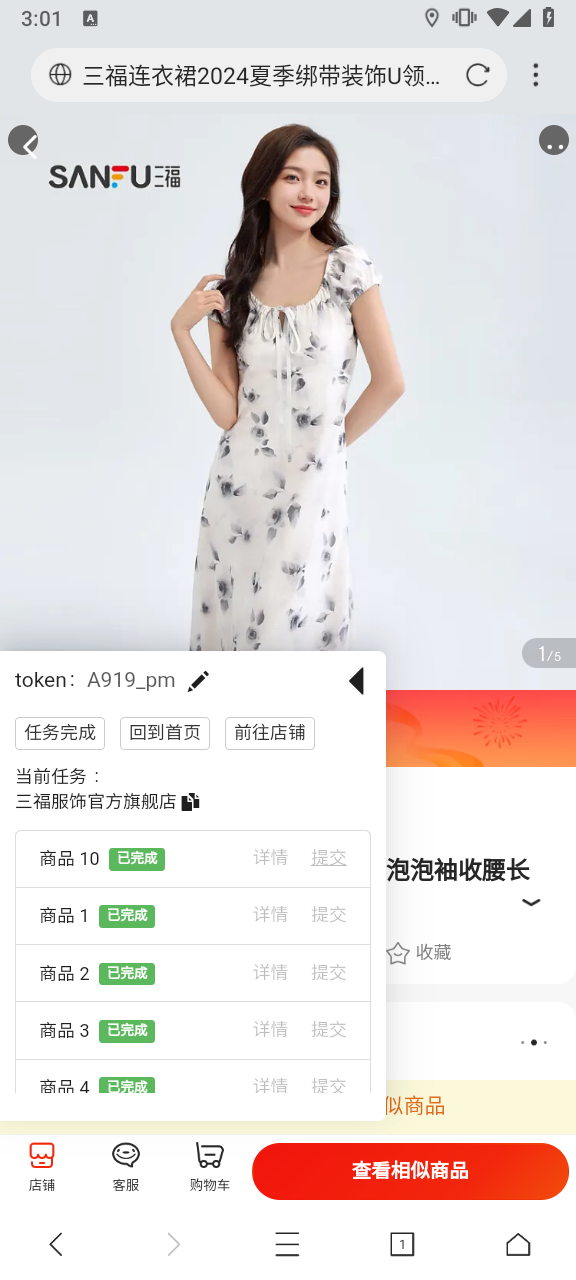 3:01
A
三福连衣裙2024夏季绑带装饰U领...
SANFU三福
1/5
token: A919_pm
任务完成 回到首页 前往店铺
当前任务：
三福服饰官方旗舰店
商品 10 已完成 详情 提交
商品 1 已完成 详情 提交
商品 2 已完成 详情 提交
商品 3 已完成 详情 提交
商品 4 已完成 详情 提交
泡泡袖收腰长
收藏
似商品
店铺 客服 购物车 查看相似商品
1